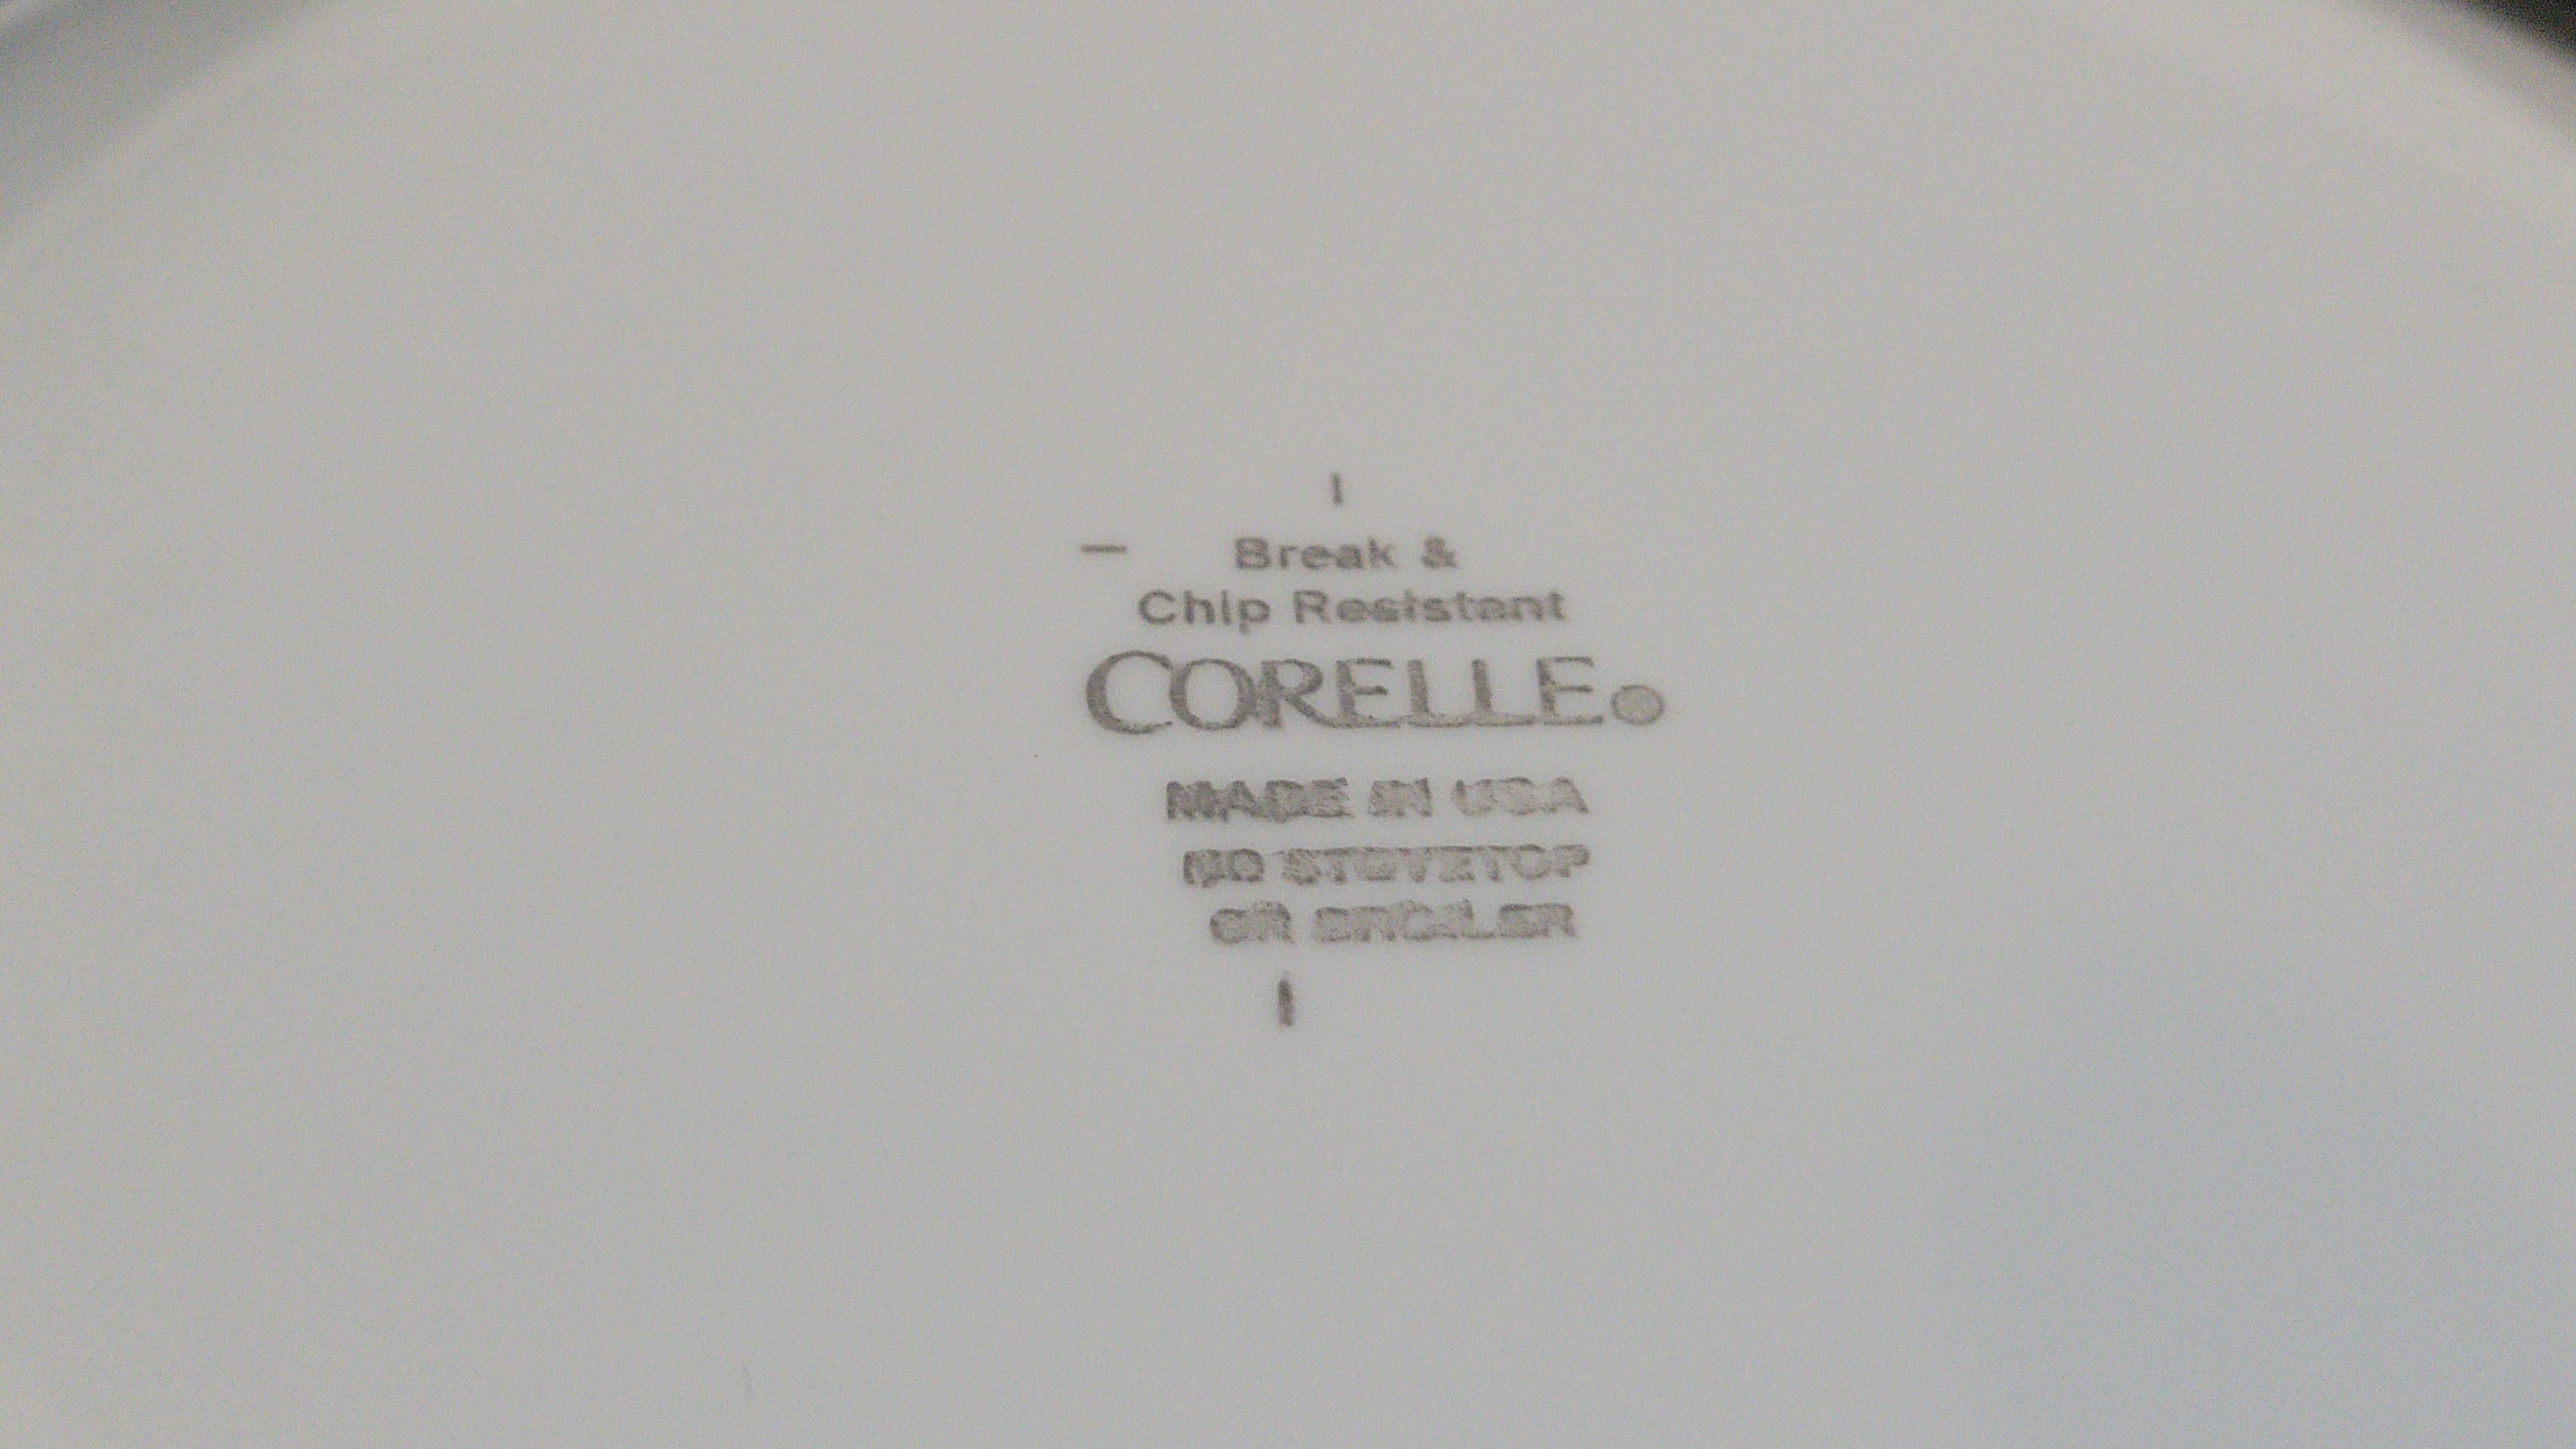 Break &
Chip Resistant
CORELLE®
MADE IN USA
NO STOVETOP
OR BROILER